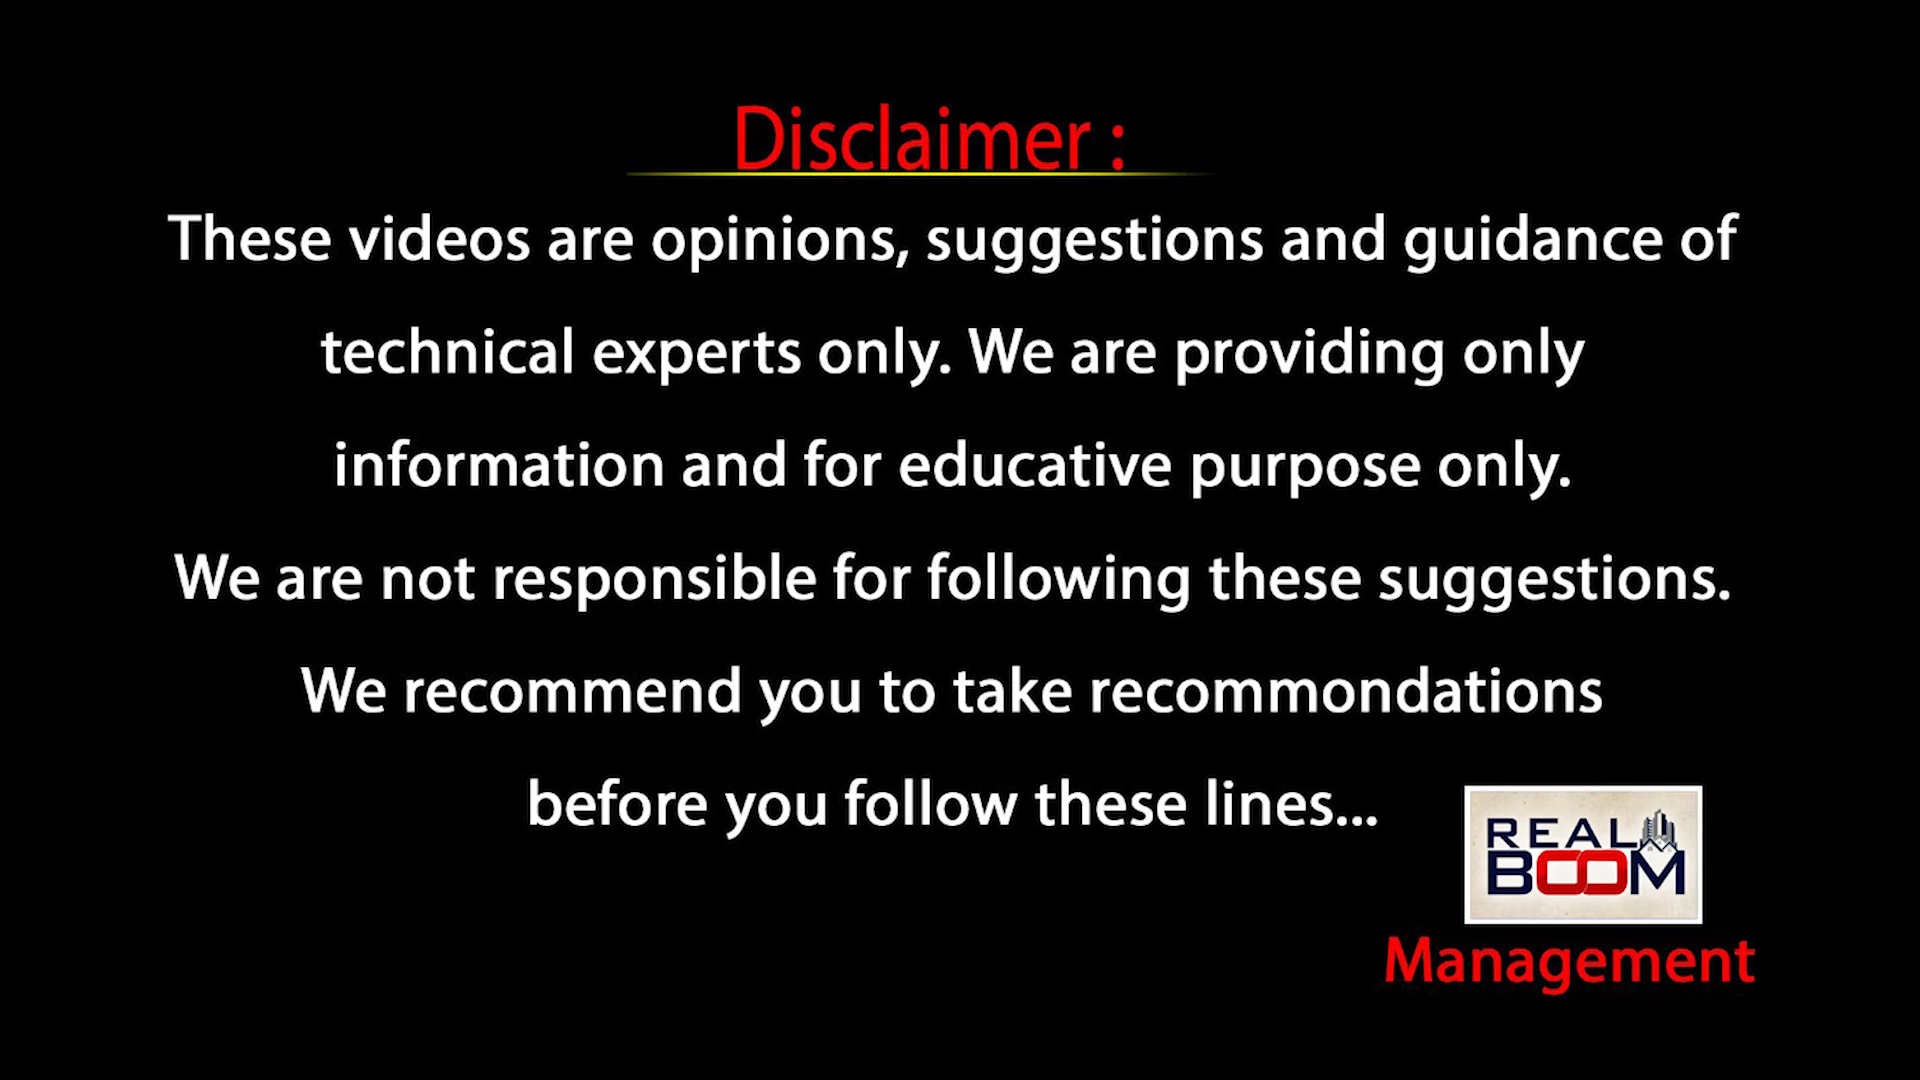 Disclaimer :
These videos are opinions, suggestions and guidance of
technical experts only. We are providing only
information and for educative purpose only.
We are not responsible for following these suggestions.
We recommend you to take recommondations
before you follow these lines...
REAL
BOOM
Management